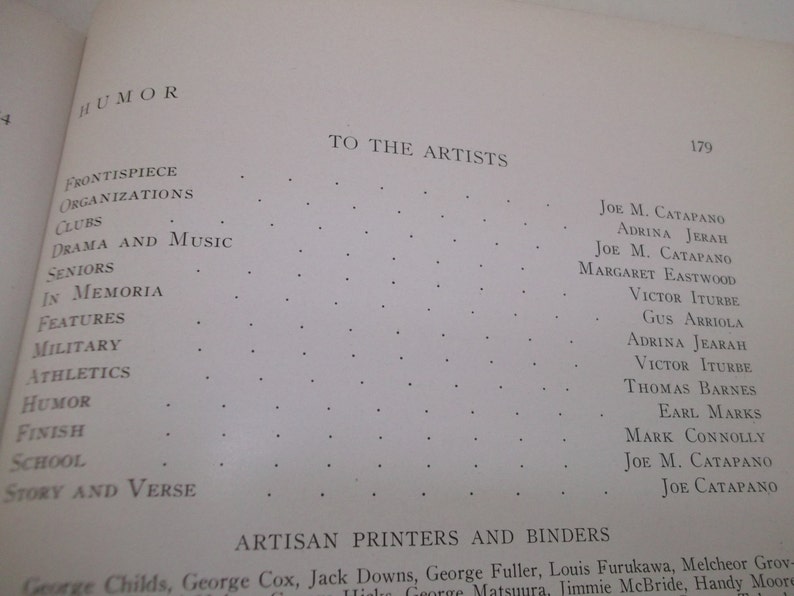 HUMOR
TO THE ARTISTS 179
FRONTISPIECE . . . . . . . . JOE M. CATAPANO
ORGANIZATIONS . . . . . . . ADRINA JERAH
CLUBS . . . . . . . . . JOE M. CATAPANO
DRAMA AND MUSIC . . . . . . MARGARET EASTWOOD
SENIORS . . . . . . . . VICTOR ITURBE
IN MEMORIA . . . . . . . . GUS ARRIOLA
FEATURES . . . . . . . . ADRINA JEARAH
MILITARY . . . . . . . . VICTOR ITURBE
ATHLETICS . . . . . . . . THOMAS BARNES
HUMOR . . . . . . . . . EARL MARKS
FINISH . . . . . . . . MARK CONNOLLY
SCHOOL . . . . . . . . JOE M. CATAPANO
STORY AND VERSE . . . . . . . JOE CATAPANO
ARTISAN PRINTERS AND BINDERS
George Childs, George Cox, Jack Downs, George Fuller, Louis Furukawa, Melcheor Grov-
Hicks, George Matsuura, Jimmie McBride, Handy Moore